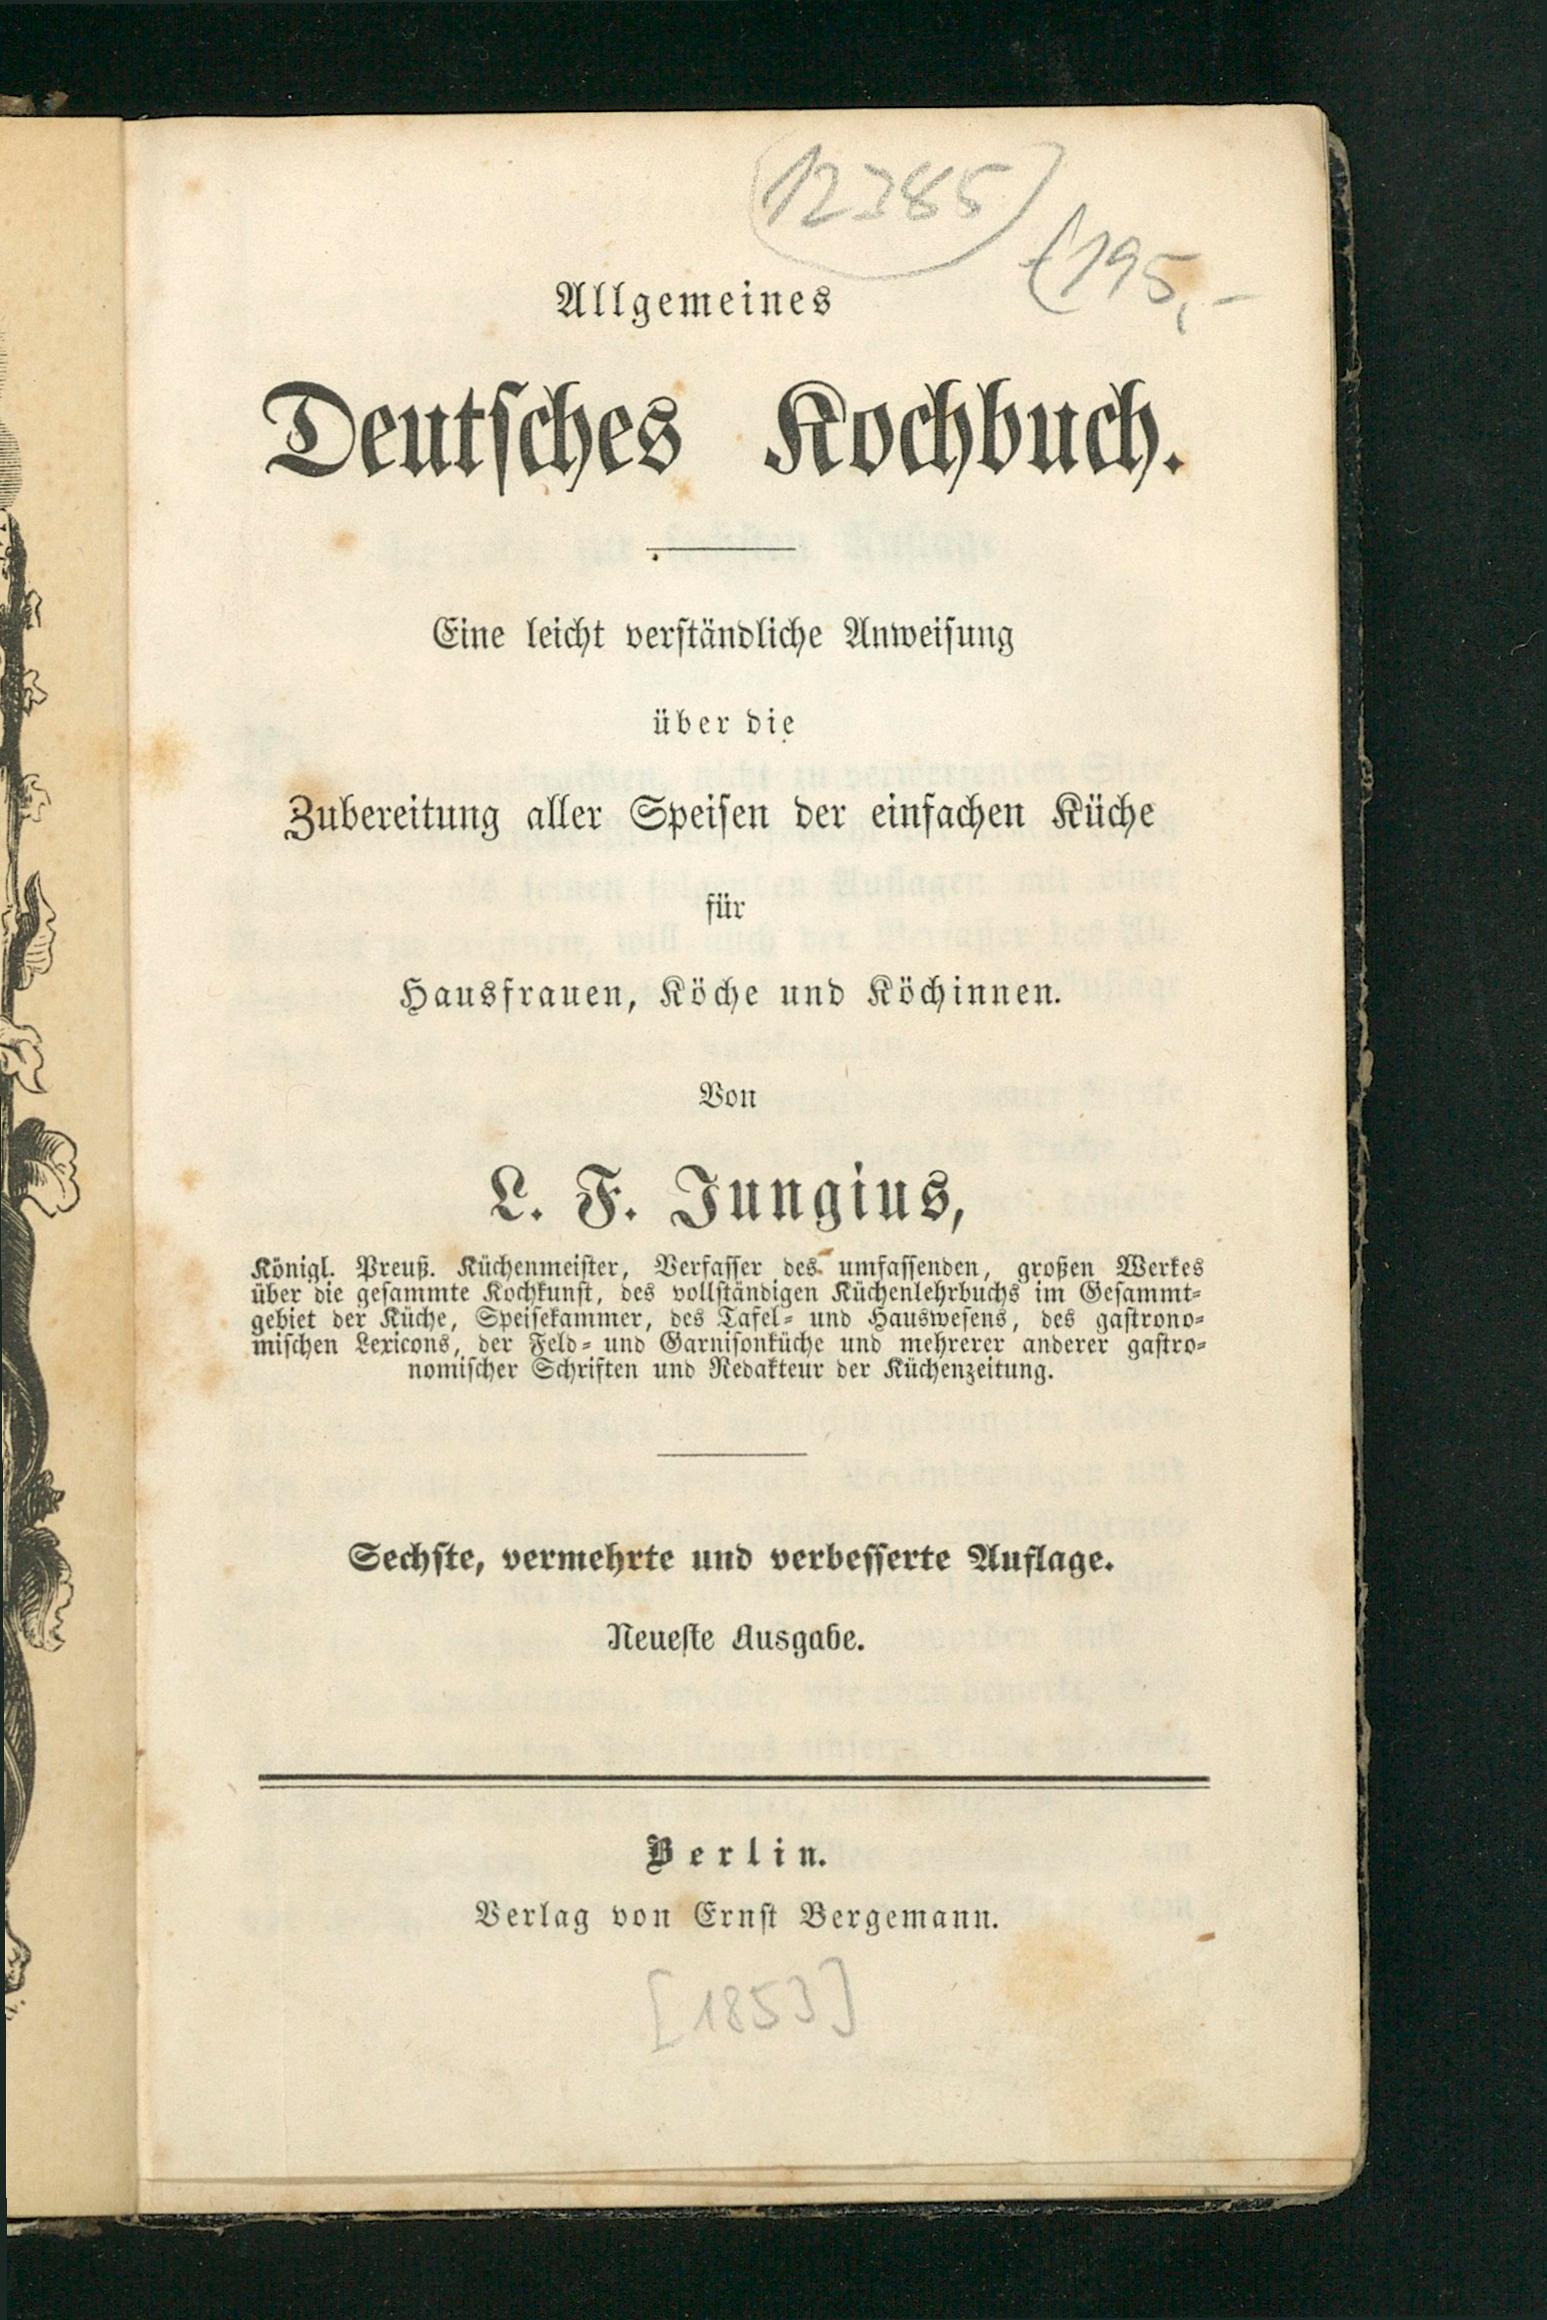 (12385)
(195,-
Allgemeines
Deutsches Kochbuch.
Eine leicht verständliche Anweisung
über die
Zubereitung aller Speisen der einfachen Küche
für
Hausfrauen, Köche und Köchinnen.
Von
L. F. Jungius,
Königl. Preuß. Küchenmeister, Verfasser des umfassenden, großen Werkes
über die gesammte Kochkunst, des vollständigen Küchenlehrbuchs im Gesammt-
gebiet der Küche, Speisekammer, des Tafel- und Hauswesens, des gastrono-
mischen Lexicons, der Feld- und Garnisonküche und mehrerer anderer gastro-
nomischer Schriften und Redakteur der Küchenzeitung.
Sechste, vermehrte und verbesserte Auflage.
Neueste Ausgabe.
Berlin.
Verlag von Ernst Bergemann.
[1853]